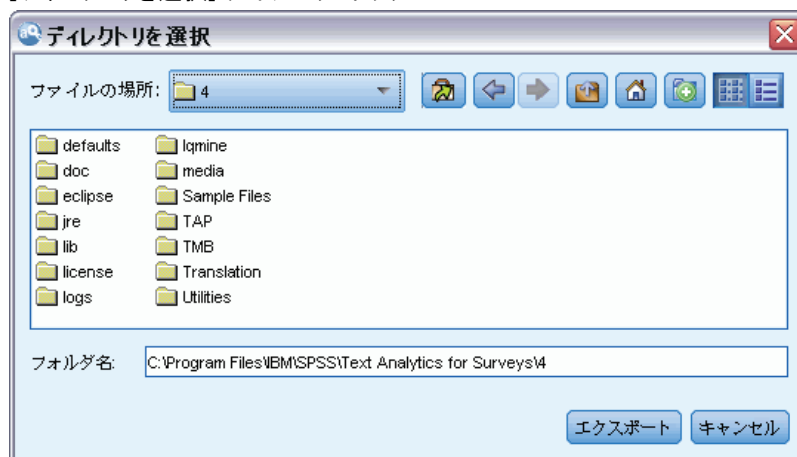 ディレクトリを選択
ファイルの場所: 4
defaults lqmine
doc media
eclipse Sample Files
jre TAP
lib TMB
license Translation
logs Utilities
フォルダ名: C:\Program Files\IBM\SPSS\Text Analytics for Surveys\4
エクスポート キャンセル